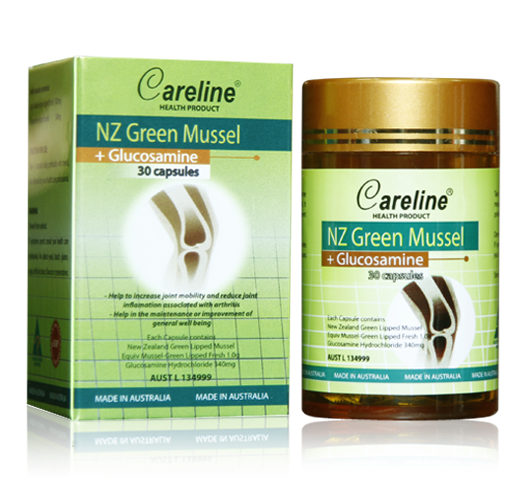 Careline®
HEALTH PRODUCT
NZ Green Mussel
+ Glucosamine
30 capsules
- Help to increase joint mobility and reduce joint
inflamation associated with arthritis
- Help in the maintenance or improvement of
general well being
Each Capsule contains
New Zealand Green Lipped Mussel
Equiv Mussel-Green Lipped Fresh 1.0g
Glucosamine Hydrochloride 340mg
AUST L 134999
MADE IN AUSTRALIA
MADE IN AUSTRALIA
Careline®
HEALTH PRODUCT
NZ Green Mussel
+ Glucosamine
30 capsules
Each Capsule contains
New Zealand Green Lipped Mussel
Equiv Mussel-Green Lipped Fresh 1.0
Glucosamine Hydrochloride 340mg
AUST L 134999
MADE IN AUSTRALIA
MADE IN AUSTRALIA